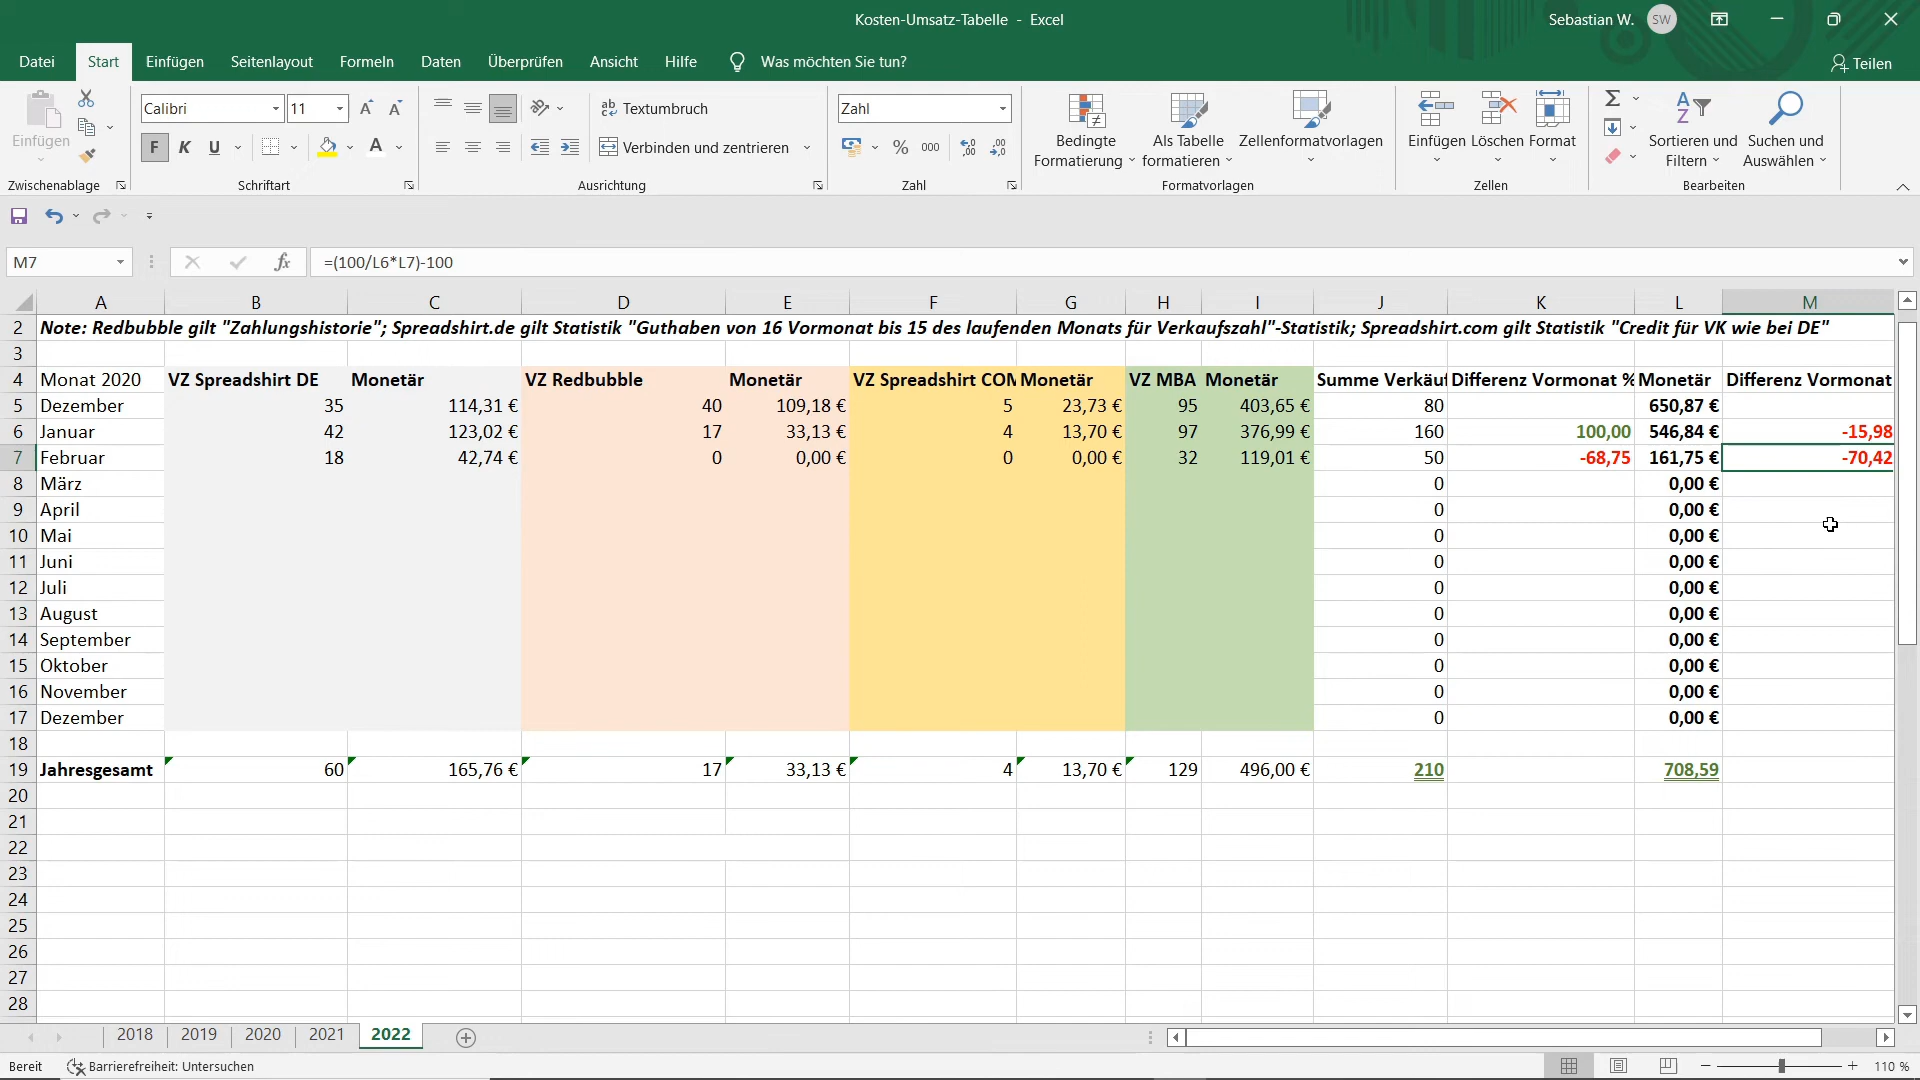 Kosten-Umsatz-Tabelle - Excel
Sebastian W. SW
Datei Start Einfügen Seitenlayout Formeln Daten Überprüfen Ansicht Hilfe Was möchten Sie tun? Teilen
Einfügen
Zwischenablage
Calibri 11
F K U A
Schriftart
ab Textumbruch
Verbinden und zentrieren
Ausrichtung
Zahl
% 000
Zahl
Bedingte Formatierung
Als Tabelle formatieren
Zellenformatvorlagen
Formatvorlagen
Einfügen Löschen Format
Zellen
Sortieren und Filtern
Suchen und Auswählen
Bearbeiten
M7 fx =(100/L6*L7)-100
A B C D E F G H I J K L M
2 Note: Redbubble gilt "Zahlungshistorie"; Spreadshirt.de gilt Statistik "Guthaben von 16 Vormonat bis 15 des laufenden Monats für Verkaufszahl"-Statistik; Spreadshirt.com gilt Statistik "Credit für VK wie bei DE"
3
4 Monat 2020 VZ Spreadshirt DE Monetär VZ Redbubble Monetär VZ Spreadshirt COM Monetär VZ MBA Monetär Summe Verkäuf Differenz Vormonat % Monetär Differenz Vormonat
5 Dezember 35 114,31 € 40 109,18 € 5 23,73 € 95 403,65 € 80 650,87 €
6 Januar 42 123,02 € 17 33,13 € 4 13,70 € 97 376,99 € 160 100,00 546,84 € -15,98
7 Februar 18 42,74 € 0 0,00 € 0 0,00 € 32 119,01 € 50 -68,75 161,75 € -70,42
8 März 0 0,00 €
9 April 0 0,00 €
10 Mai 0 0,00 €
11 Juni 0 0,00 €
12 Juli 0 0,00 €
13 August 0 0,00 €
14 September 0 0,00 €
15 Oktober 0 0,00 €
16 November 0 0,00 €
17 Dezember 0 0,00 €
18
19 Jahresgesamt 60 165,76 € 17 33,13 € 4 13,70 € 129 496,00 € 210 708,59
20
21
22
23
24
25
26
27
28
2018 2019 2020 2021 2022
Bereit Barrierefreiheit: Untersuchen 110 %